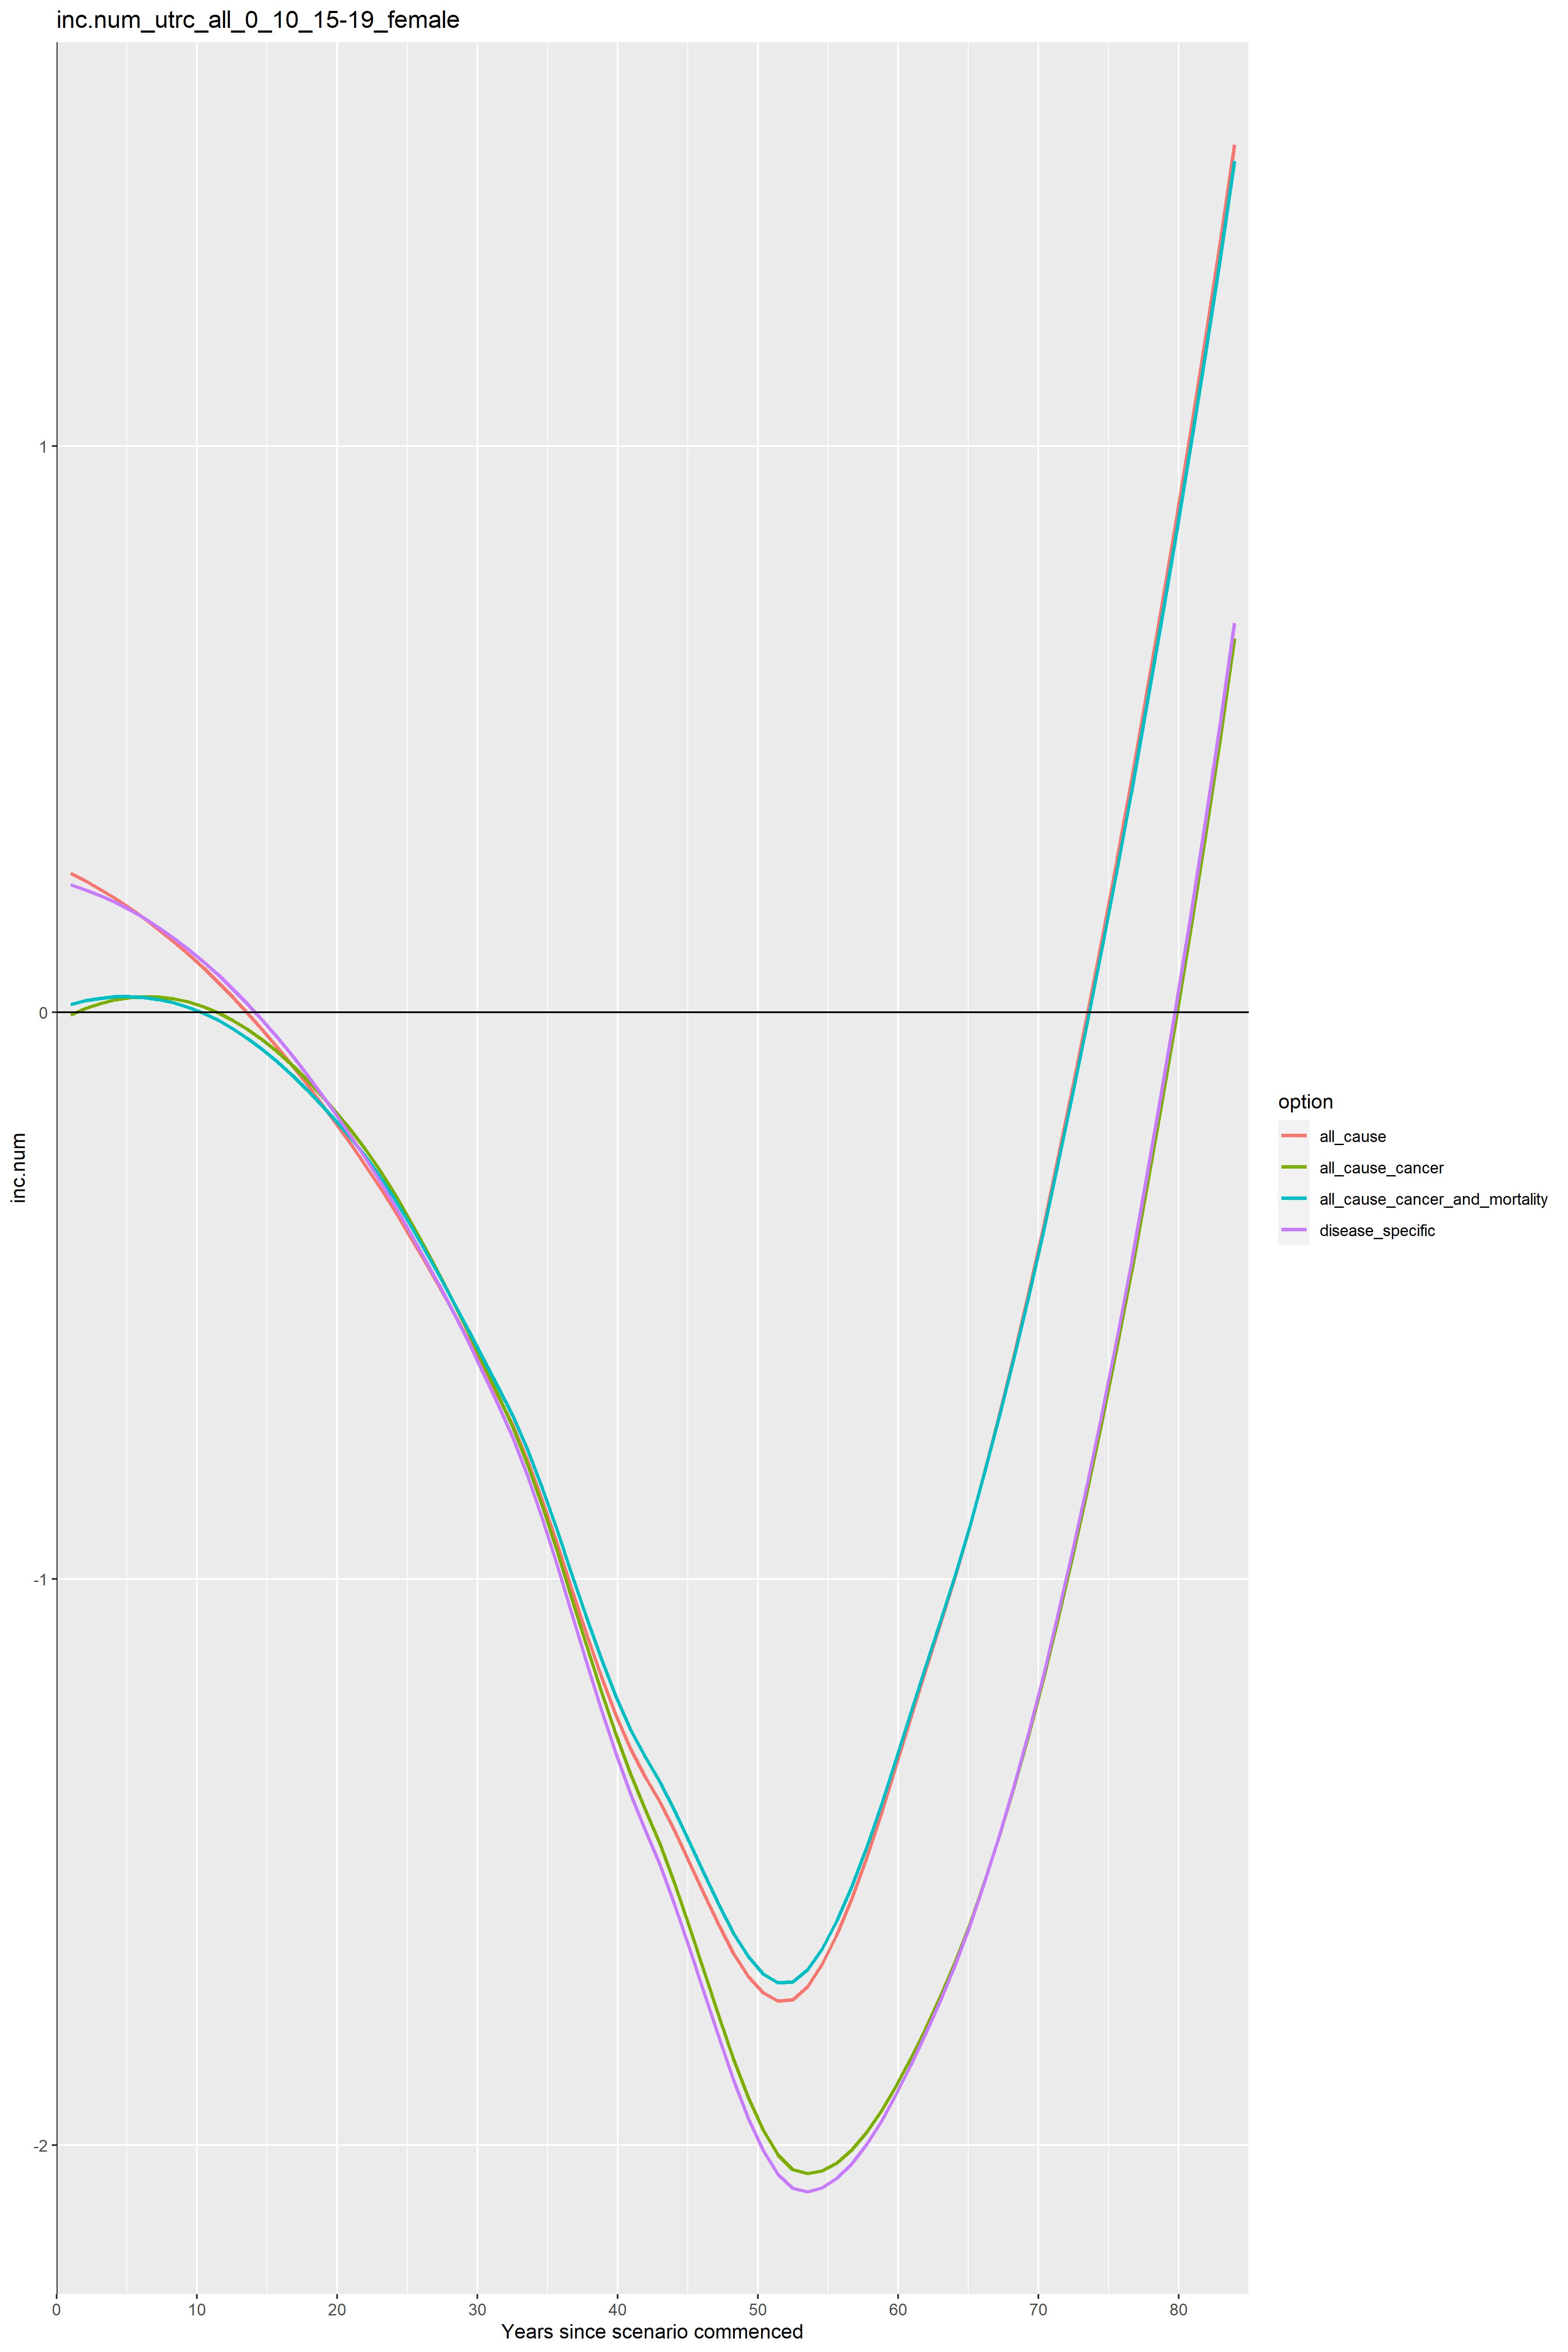 inc.num_utrc_all_0_10_15-19_female
inc.num
1
0
-1
-2
0 10 20 30 40 50 60 70 80
Years since scenario commenced
option
all_cause
all_cause_cancer
all_cause_cancer_and_mortality
disease_specific